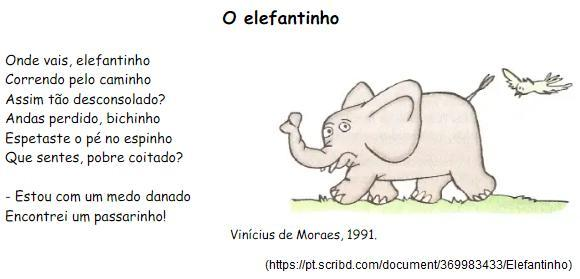 O elefantinho
Onde vais, elefantinho
Correndo pelo caminho
Assim tão desconsolado?
Andas perdido, bichinho
Espetaste o pé no espinho
Que sentes, pobre coitado?
- Estou com um medo danado
Encontrei um passarinho!
Vinícius de Moraes, 1991.
(https://pt.scribd.com/document/369983433/Elefantinho)